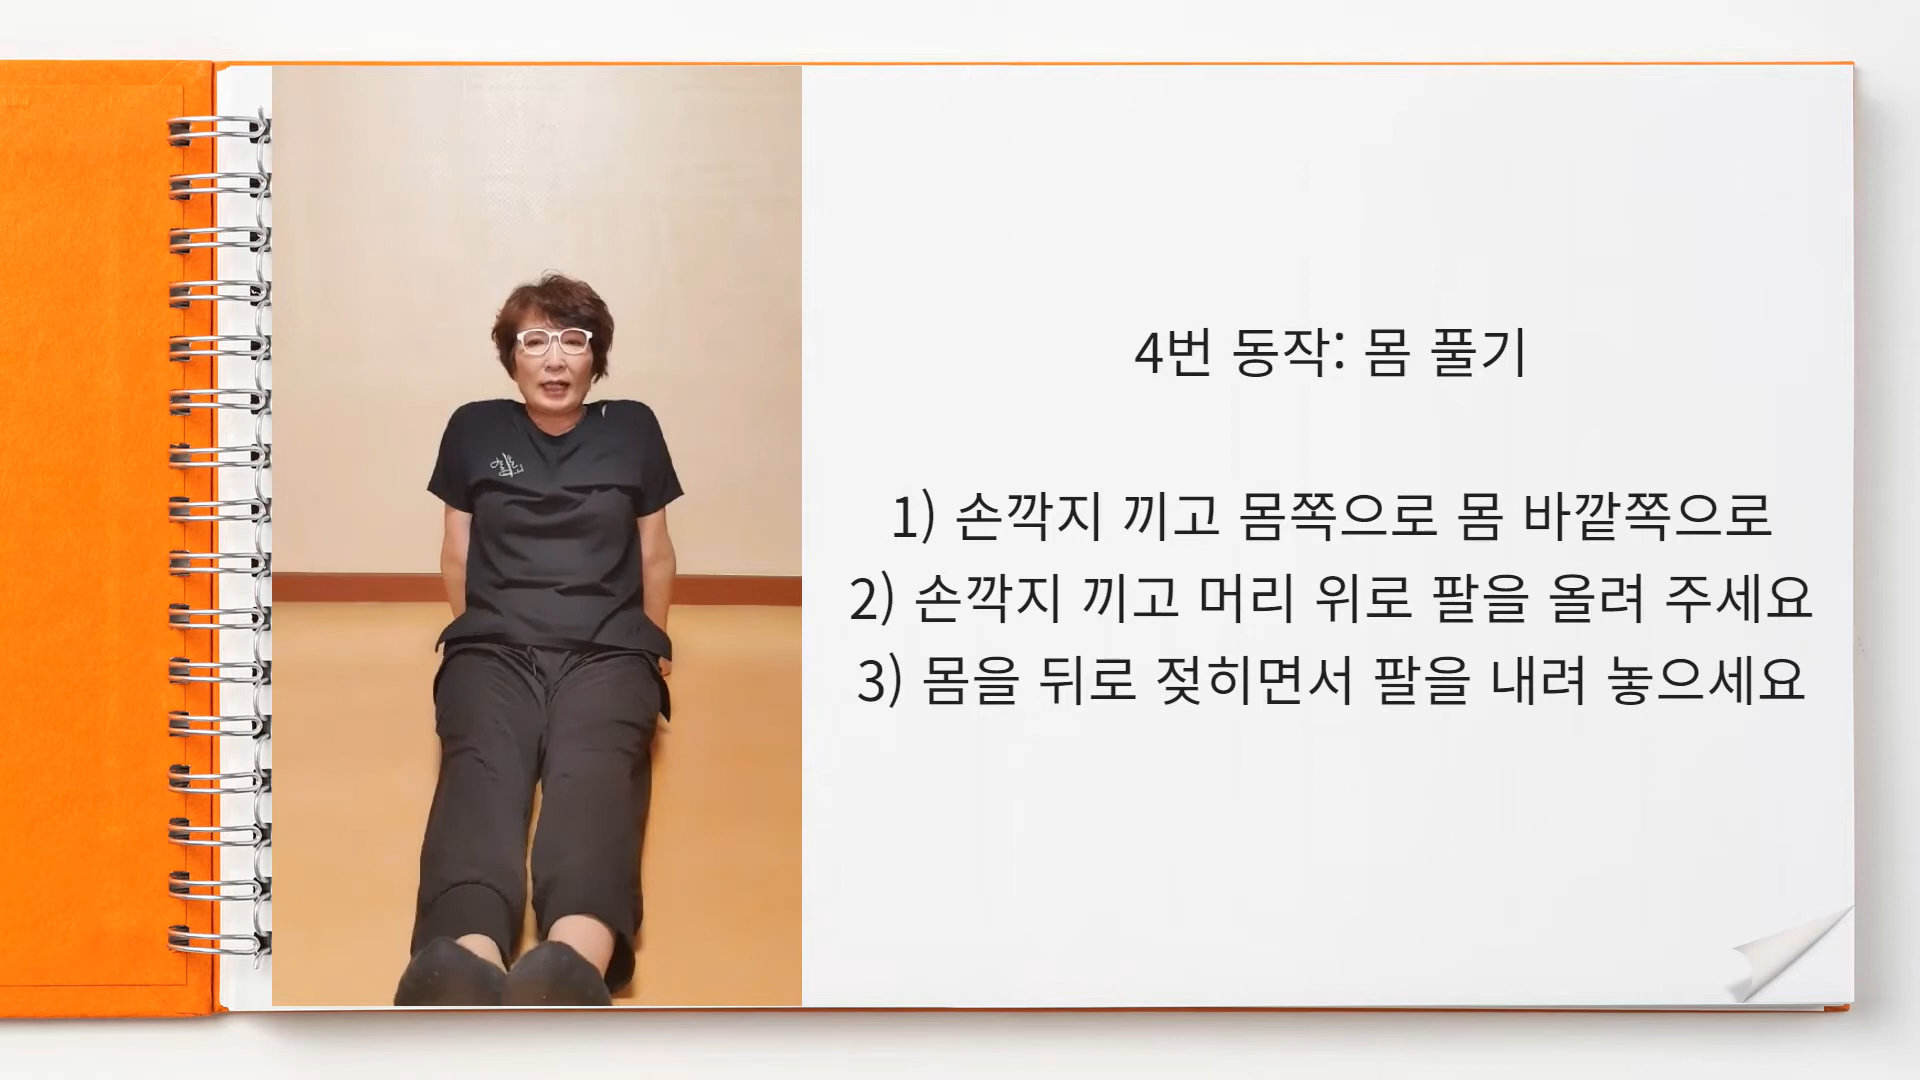 4번 동작: 몸 풀기
1) 손깍지 끼고 몸쪽으로 몸 바깥쪽으로
2) 손깍지 끼고 머리 위로 팔을 올려 주세요
3) 몸을 뒤로 젖히면서 팔을 내려 놓으세요